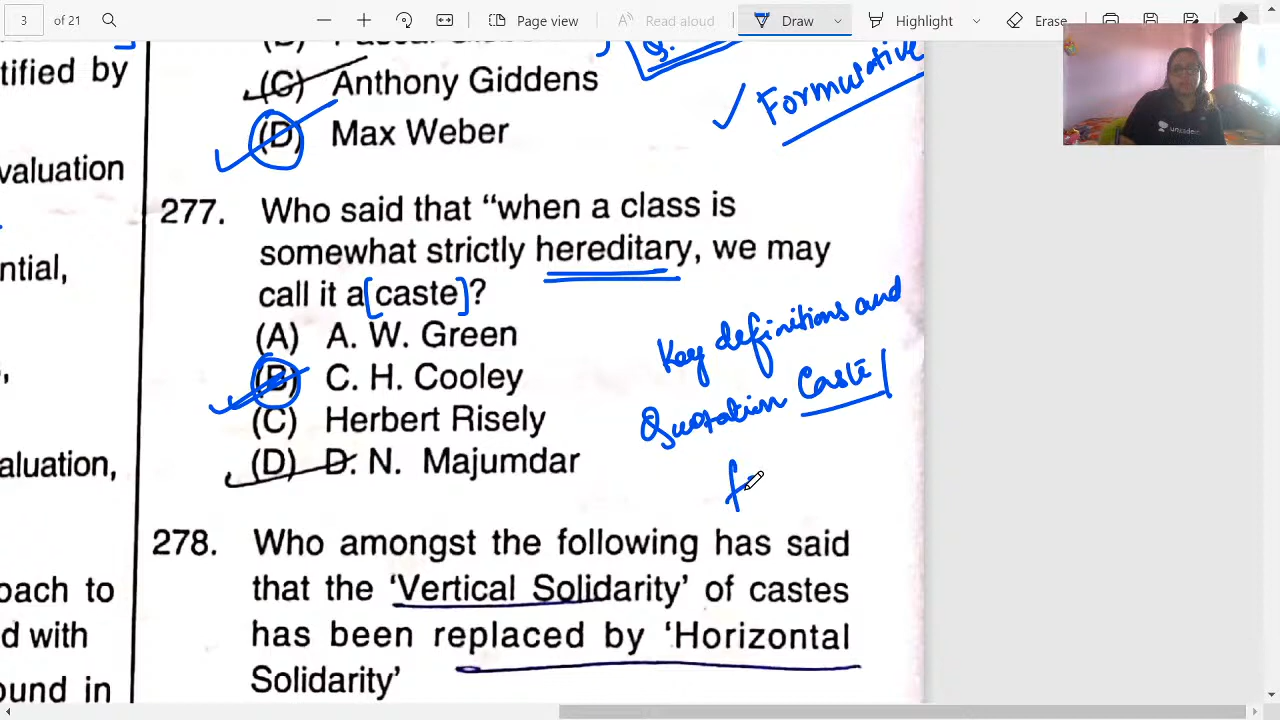 3 of 21
Page view
Read aloud
Draw
Highlight
Erase
tified by
(C) Anthony Giddens
Formulative
(D) Max Weber
valuation
277. Who said that “when a class is
somewhat strictly hereditary, we may
ntial,
call it a [caste]?
(A) A. W. Green
Key definitions and
(B) C. H. Cooley
Quotation Caste
(C) Herbert Risely
aluation,
(D) D. N. Majumdar
f
278. Who amongst the following has said
that the ‘Vertical Solidarity’ of castes
oach to
has been replaced by ‘Horizontal
d with
Solidarity’
ound in